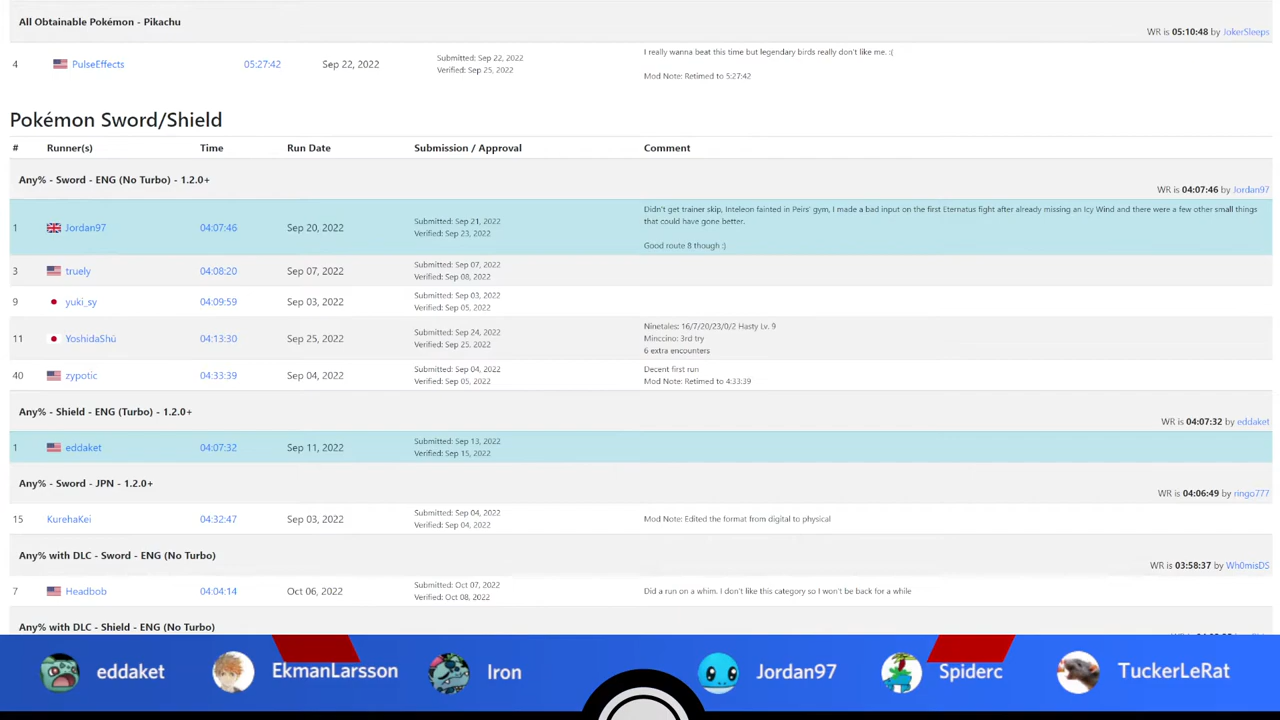 All Obtainable Pokémon - Pikachu
WR is 05:10:48 by JokerSleeps
4 PulseEffects 05:27:42 Sep 22, 2022 Submitted: Sep 22, 2022 I really wanna beat this time but legendary birds really don't like me. :(
Verified: Sep 25, 2022 Mod Note: Retimed to 5:27:42
Pokémon Sword/Shield
# Runner(s) Time Run Date Submission / Approval Comment
Any% - Sword - ENG (No Turbo) - 1.2.0+
WR is 04:07:46 by Jordan97
Didn't get trainer skip, Inteleon fainted in Peirs' gym, I made a bad input on the first Eternatus fight after already missing an Icy Wind and there were a few other small things
that could have gone better.
1 Jordan97 04:07:46 Sep 20, 2022 Submitted: Sep 21, 2022
Verified: Sep 23, 2022
Good route 8 though :)
3 truely 04:08:20 Sep 07, 2022 Submitted: Sep 07, 2022
Verified: Sep 08, 2022
9 yuki_sy 04:09:59 Sep 03, 2022 Submitted: Sep 03, 2022
Verified: Sep 05, 2022
11 YoshidaShū 04:13:30 Sep 25, 2022 Submitted: Sep 24, 2022
Verified: Sep 25, 2022
Ninetales: 16/7/20/23/0/2 Hasty Lv. 9
Minccino: 3rd try
6 extra encounters
40 zypotic 04:33:39 Sep 04, 2022 Submitted: Sep 04, 2022 Decent first run
Verified: Sep 05, 2022 Mod Note: Retimed to 4:33:39
Any% - Shield - ENG (Turbo) - 1.2.0+
WR is 04:07:32 by eddaket
1 eddaket 04:07:32 Sep 11, 2022 Submitted: Sep 13, 2022
Verified: Sep 15, 2022
Any% - Sword - JPN - 1.2.0+
WR is 04:06:49 by ringo777
15 KurehaKei 04:32:47 Sep 03, 2022 Submitted: Sep 04, 2022 Mod Note: Edited the format from digital to physical
Verified: Sep 04, 2022
Any% with DLC - Sword - ENG (No Turbo)
WR is 03:58:37 by Wh0misDS
7 Headbob 04:04:14 Oct 06, 2022 Submitted: Oct 07, 2022 Did a run on a whim. I don't like this category so I won't be back for a while
Verified: Oct 08, 2022
Any% with DLC - Shield - ENG (No Turbo)
eddaket EkmanLarsson Iron Jordan97 Spiderc TuckerLeRat